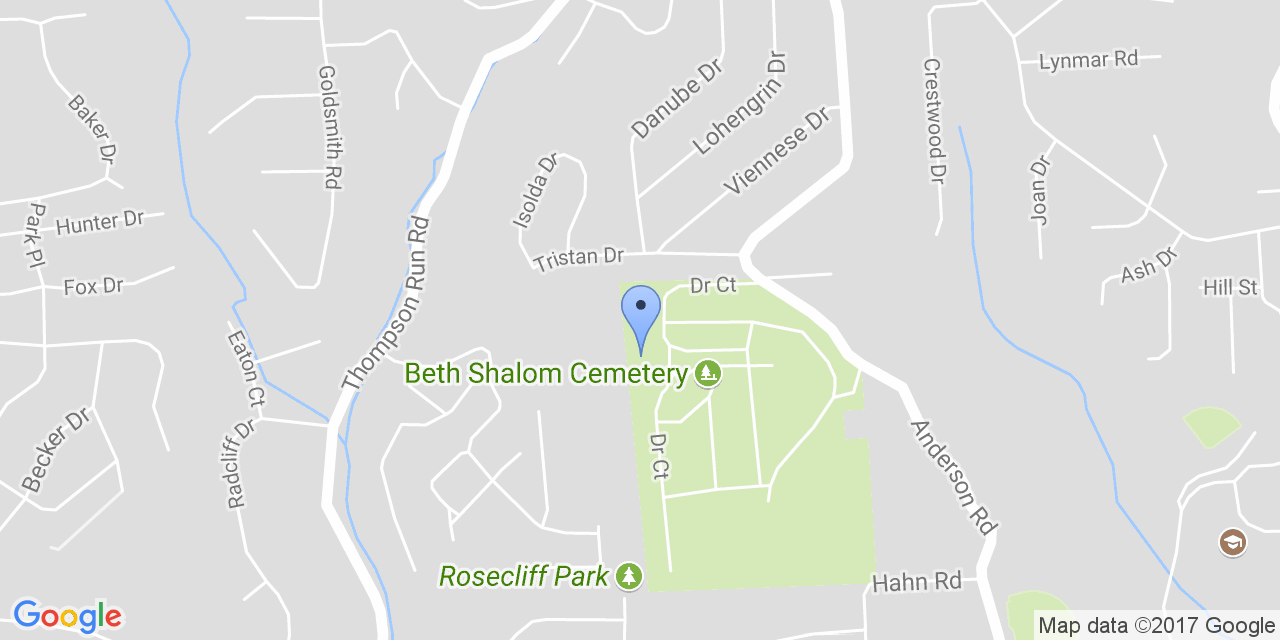 Lynmar Rd
Danube Dr
Lohengrin Dr
Crestwood Dr
Goldsmith Rd
Baker Dr
Viennese Dr
Isolda Dr
Joan Dr
Park Pl
Hunter Dr
Tristan Dr
Ash Dr
Thompson Run Rd
Fox Dr
Dr Ct
Hill St
Eaton Ct
Beth Shalom Cemetery
Becker Dr
Radcliff Dr
Dr Ct
Anderson Rd
Rosecliff Park
Hahn Rd
Google
Map data ©2017 Google